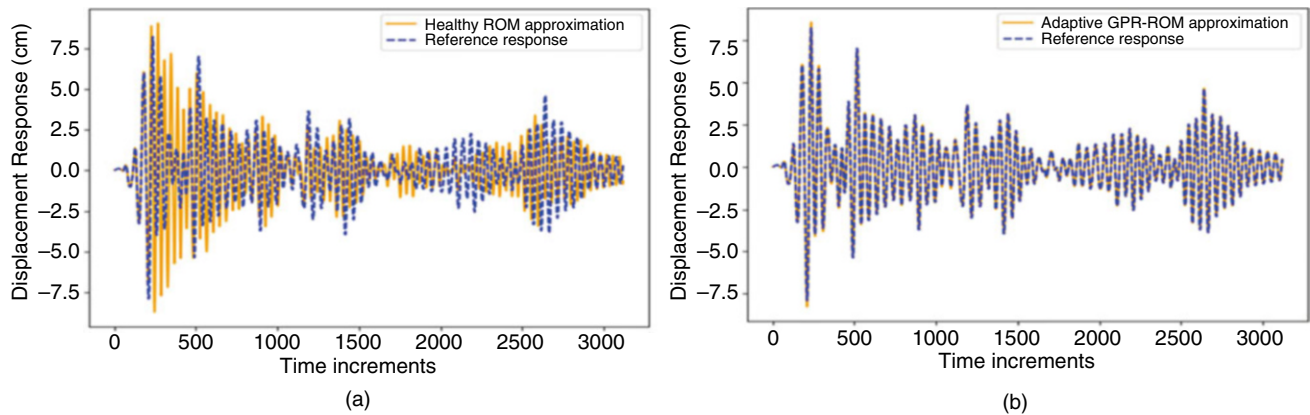 Healthy ROM approximation
Reference response
Displacement Response (cm)
7.5
5.0
2.5
0.0
−2.5
−5.0
−7.5
0 500 1000 1500 2000 2500 3000
Time increments
(a)
Adaptive GPR-ROM approximation
Reference response
Displacement Response (cm)
7.5
5.0
2.5
0.0
−2.5
−5.0
−7.5
0 500 1000 1500 2000 2500 3000
Time increments
(b)